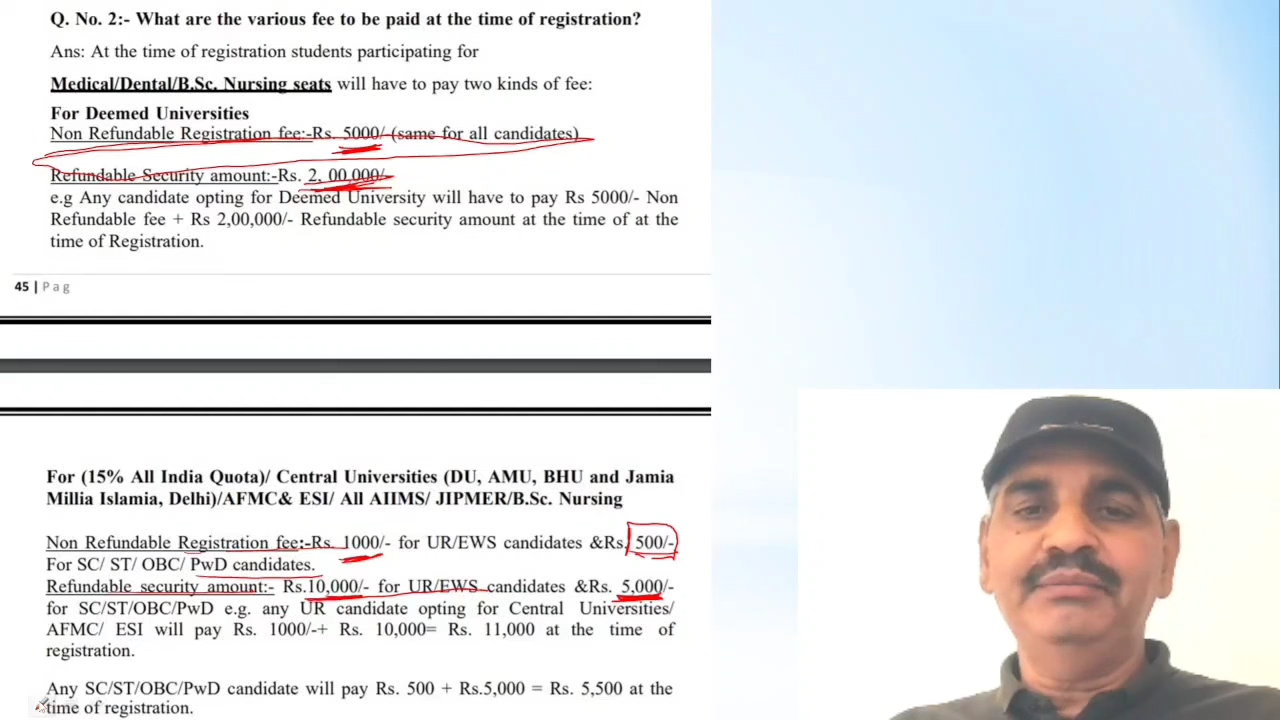 Q. No. 2:- What are the various fee to be paid at the time of registration?
Ans: At the time of registration students participating for
Medical/Dental/B.Sc. Nursing seats will have to pay two kinds of fee:
For Deemed Universities
Non Refundable Registration fee:-Rs. 5000/- (same for all candidates)
Refundable Security amount:-Rs. 2, 00,000/-
e.g Any candidate opting for Deemed University will have to pay Rs 5000/- Non
Refundable fee + Rs 2,00,000/- Refundable security amount at the time of at the
time of Registration.
45 | P a g
For (15% All India Quota)/ Central Universities (DU, AMU, BHU and Jamia
Millia Islamia, Delhi)/AFMC& ESI/ All AIIMS/ JIPMER/B.Sc. Nursing
Non Refundable Registration fee:-Rs. 1000/- for UR/EWS candidates &Rs. 500/-
For SC/ ST/ OBC/ PwD candidates.
Refundable security amount:- Rs.10,000/- for UR/EWS candidates &Rs. 5,000/-
for SC/ST/OBC/PwD e.g. any UR candidate opting for Central Universities/
AFMC/ ESI will pay Rs. 1000/-+ Rs. 10,000= Rs. 11,000 at the time of
registration.
Any SC/ST/OBC/PwD candidate will pay Rs. 500 + Rs.5,000 = Rs. 5,500 at the
time of registration.